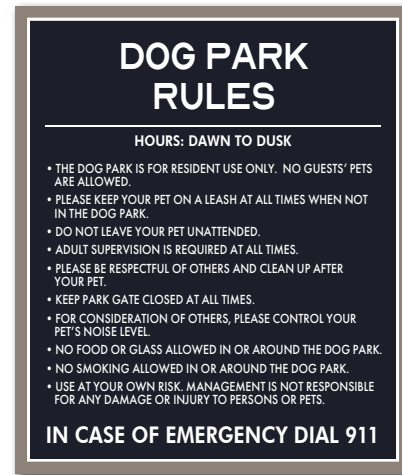 DOG PARK
RULES
HOURS: DAWN TO DUSK
• THE DOG PARK IS FOR RESIDENT USE ONLY. NO GUESTS' PETS
ARE ALLOWED.
• PLEASE KEEP YOUR PET ON A LEASH AT ALL TIMES WHEN NOT
IN THE DOG PARK.
• DO NOT LEAVE YOUR PET UNATTENDED.
• ADULT SUPERVISION IS REQUIRED AT ALL TIMES.
• PLEASE BE RESPECTFUL OF OTHERS AND CLEAN UP AFTER
YOUR PET.
• KEEP PARK GATE CLOSED AT ALL TIMES.
• FOR CONSIDERATION OF OTHERS, PLEASE CONTROL YOUR
PET'S NOISE LEVEL.
• NO FOOD OR GLASS ALLOWED IN OR AROUND THE DOG PARK.
• NO SMOKING ALLOWED IN OR AROUND THE DOG PARK.
• USE AT YOUR OWN RISK. MANAGEMENT IS NOT RESPONSIBLE
FOR ANY DAMAGE OR INJURY TO PERSONS OR PETS.
IN CASE OF EMERGENCY DIAL 911